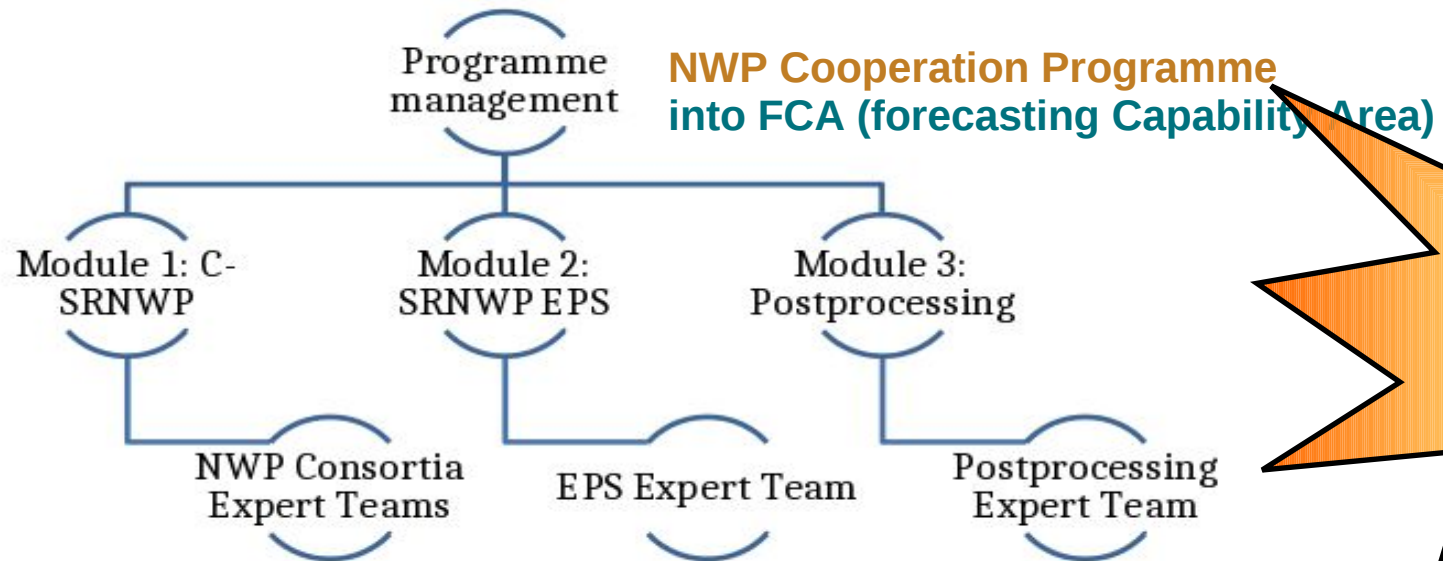 Programme
management
NWP Cooperation Programme
into FCA (forecasting Capability Area)
Module 1: C-
SRNWP
Module 2:
SRNWP EPS
Module 3:
Postprocessing
NWP Consortia
Expert Teams
EPS Expert Team
Postprocessing
Expert Team